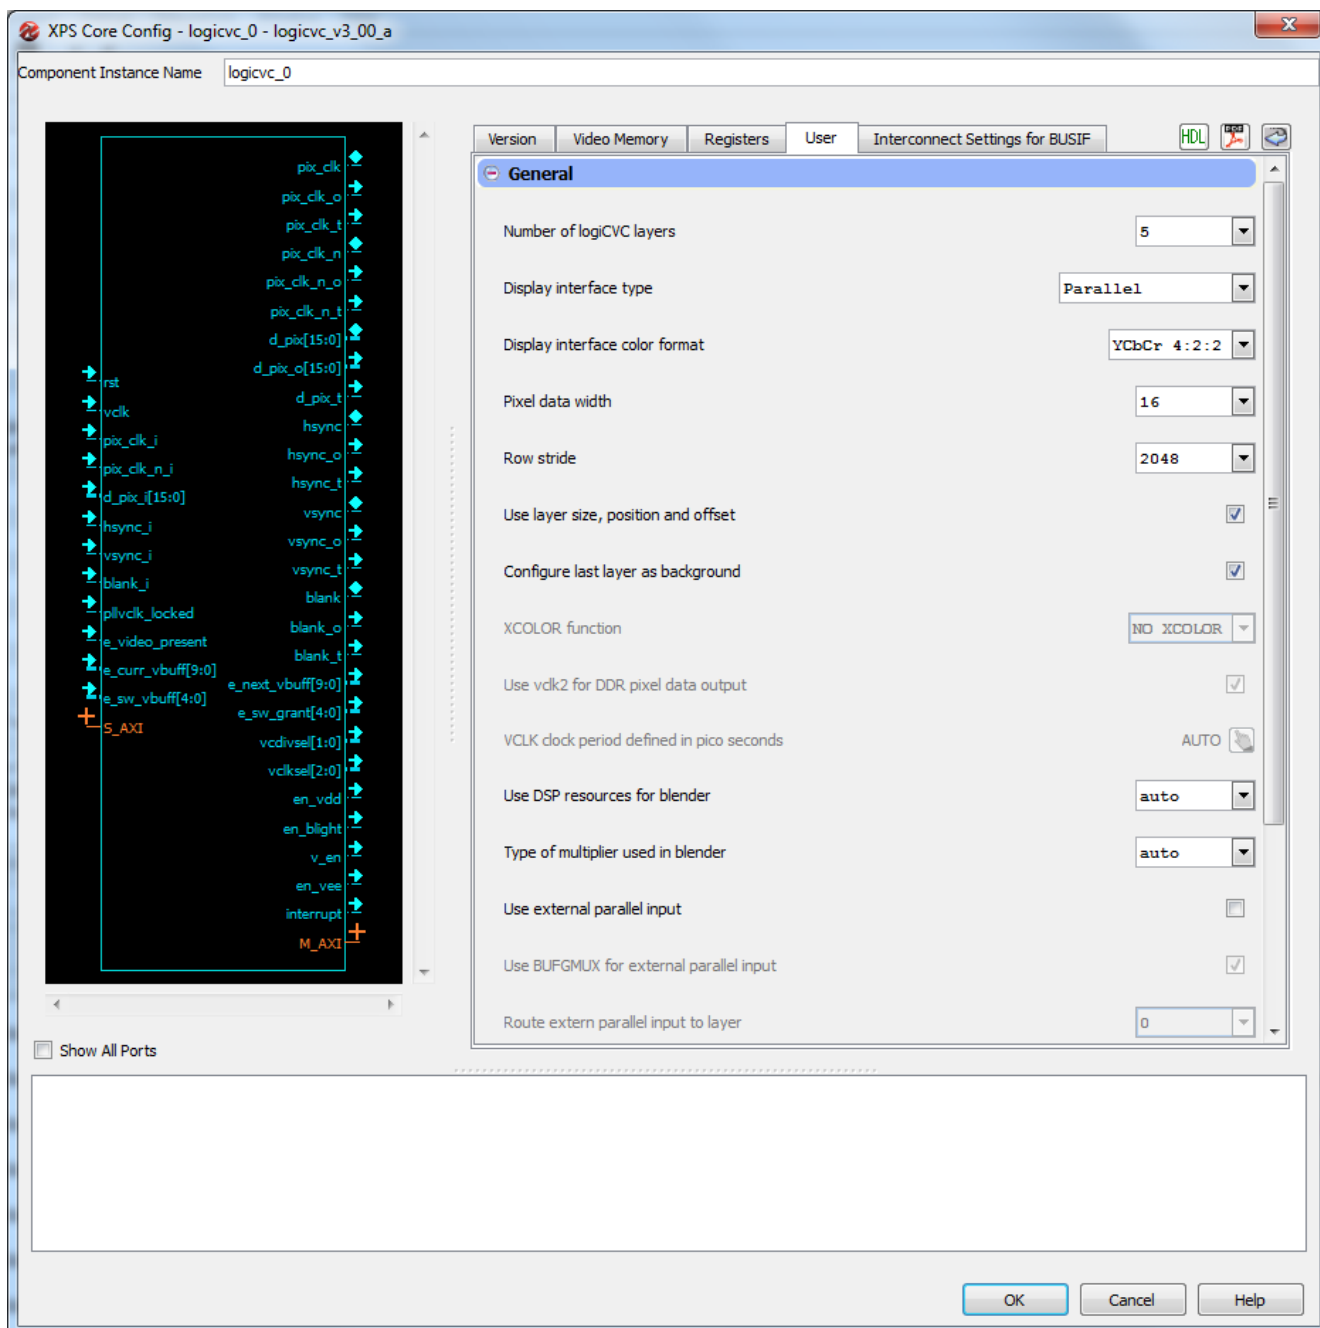 XPS Core Config - logicvc_0 - logicvc_v3_00_a
Component Instance Name logicvc_0
pix_clk
pix_clk_o
pix_clk_t
pix_clk_n
pix_clk_n_o
pix_clk_n_t
d_pix[15:0]
d_pix_o[15:0]
d_pix_t
hsync
hsync_o
hsync_t
vsync
vsync_o
vsync_t
blank
blank_o
blank_t
e_next_vbuff[9:0]
e_sw_grant[4:0]
vcdivsel[1:0]
vclksel[2:0]
en_vdd
en_blight
v_en
en_vee
interrupt
M_AXI
rst
vclk
pix_clk_i
pix_clk_n_i
d_pix_i[15:0]
hsync_i
vsync_i
blank_i
pllvclk_locked
e_video_present
e_curr_vbuff[9:0]
e_sw_vbuff[4:0]
S_AXI
Show All Ports
Version Video Memory Registers User Interconnect Settings for BUSIF HDL PDF
General
Number of logiCVC layers 5
Display interface type Parallel
Display interface color format YCbCr 4:2:2
Pixel data width 16
Row stride 2048
Use layer size, position and offset
Configure last layer as background
XCOLOR function NO XCOLOR
Use vclk2 for DDR pixel data output
VCLK clock period defined in pico seconds AUTO
Use DSP resources for blender auto
Type of multiplier used in blender auto
Use external parallel input
Use BUFGMUX for external parallel input
Route extern parallel input to layer 0
OK Cancel Help